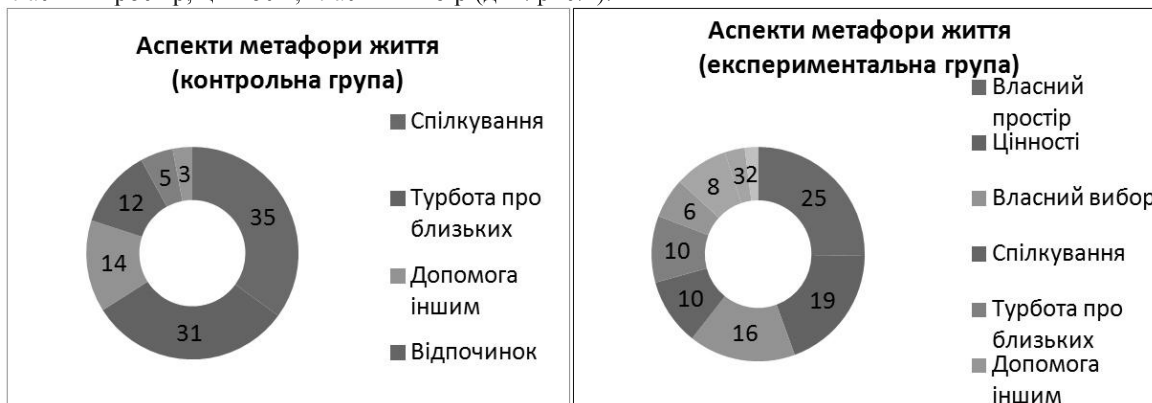 Аспекти метафори життя
(контрольна група)
Спілкування
Турбота про
близьких
Допомога
іншим
Відпочинок
35
31
14
12
5
3
Аспекти метафори життя
(експериментальна група)
Власний
простір
Цінності
Власний вибор
Спілкування
Турбота про
близьких
Допомога
іншим
25
19
16
10
10
6
8
3
2